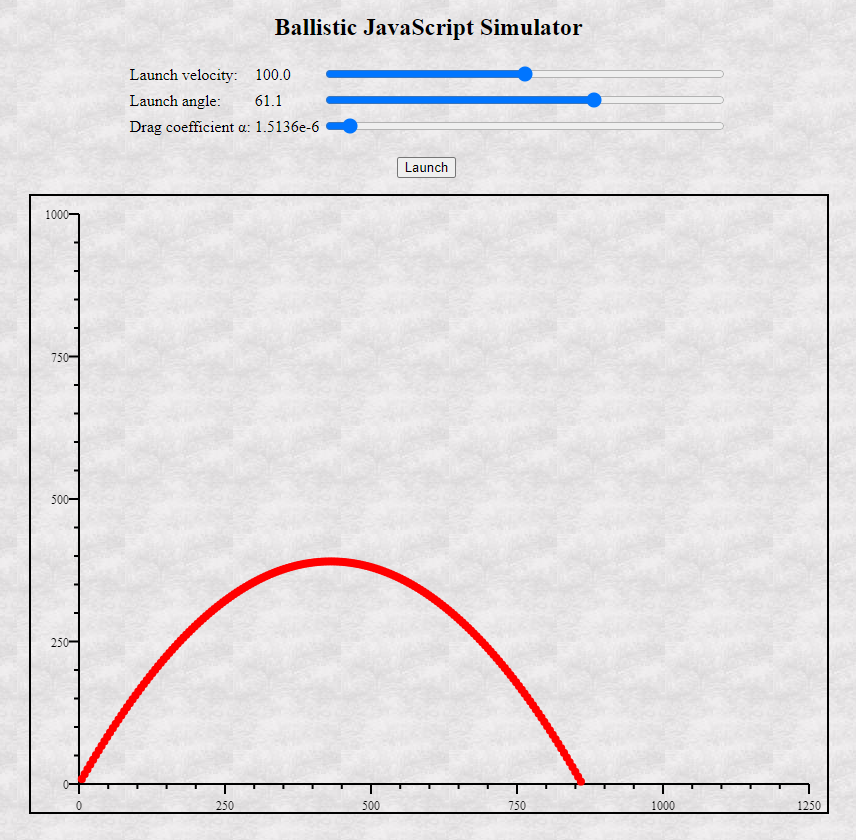 Ballistic JavaScript Simulator
Launch velocity: 100.0
Launch angle: 61.1
Drag coefficient α: 1.5136e-6
Launch
1000
750
500
250
0
0 250 500 750 1000 1250